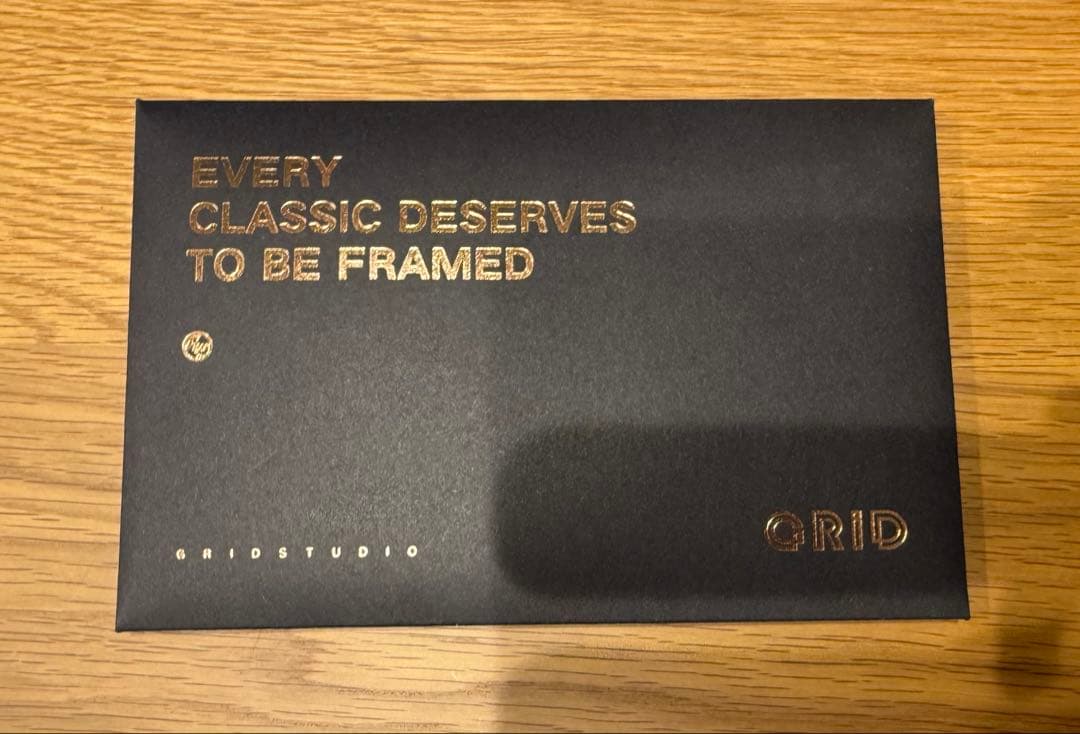 EVERY
CLASSIC DESERVES
TO BE FRAMED
GRIDSTUDIO
GRID